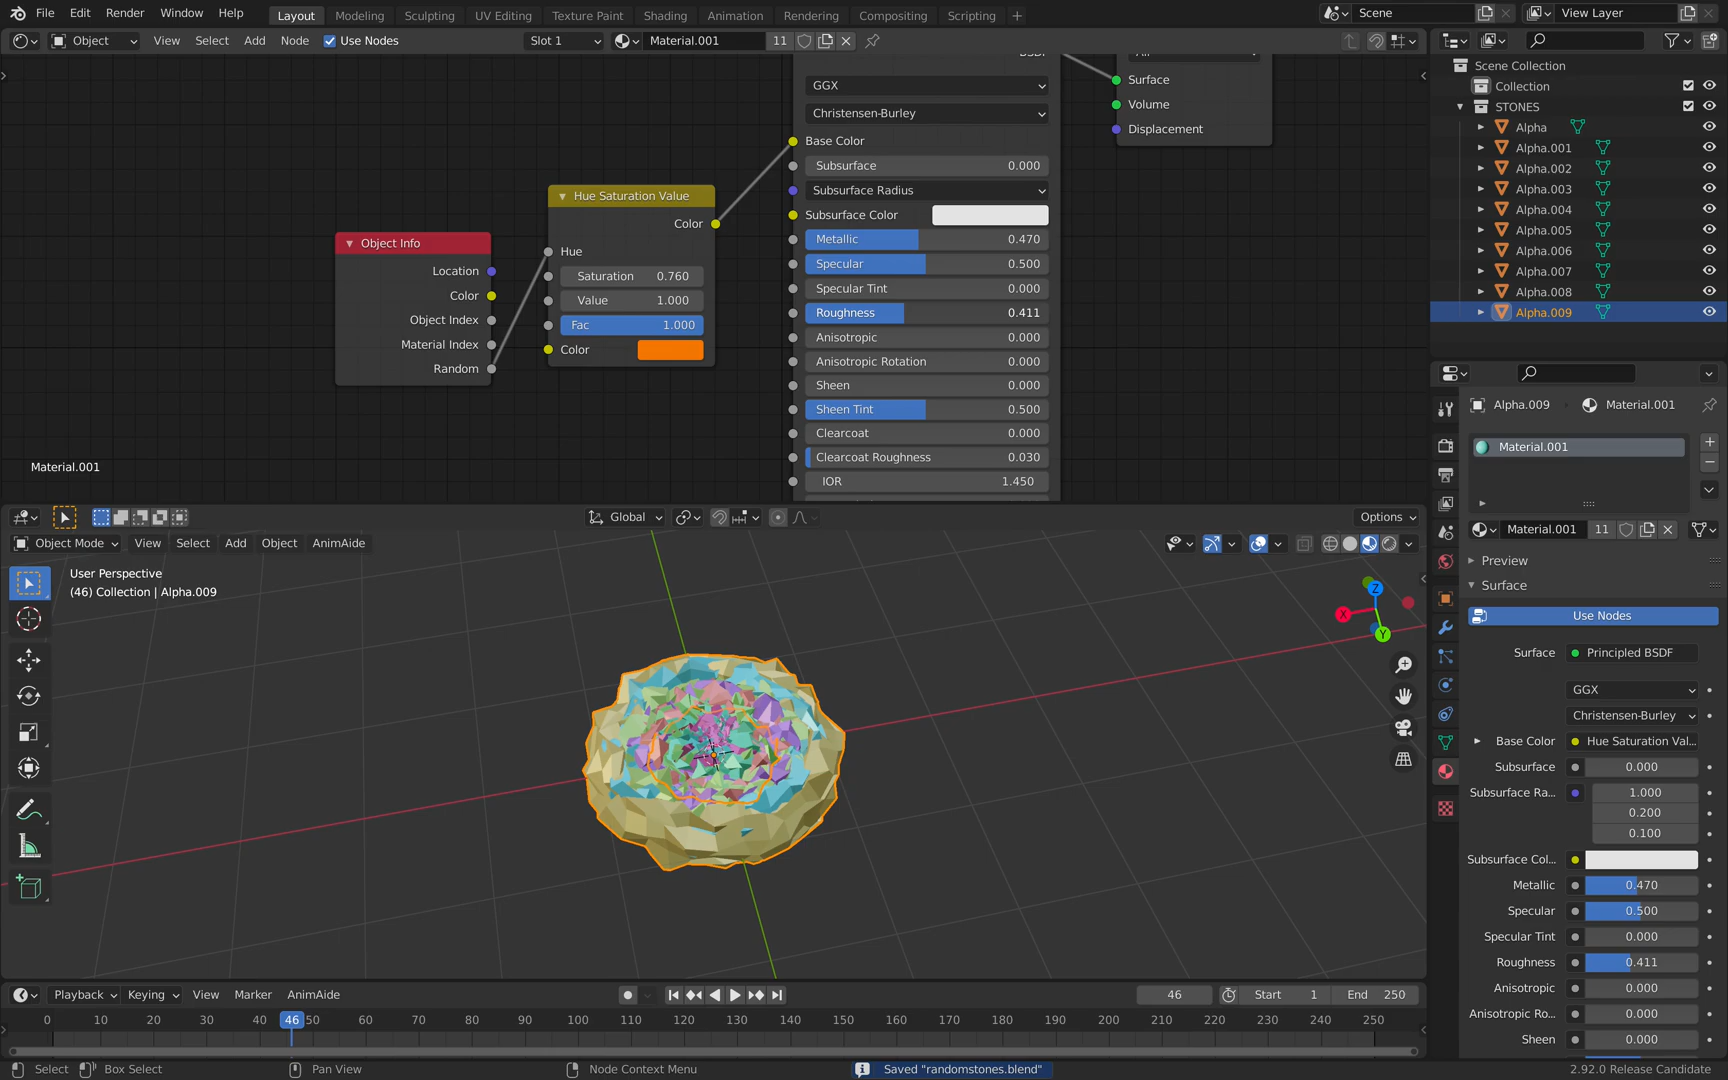 File Edit Render Window Help Layout Modeling Sculpting UV Editing Texture Paint Shading Animation Rendering Compositing Scripting + Scene View Layer
Object View Select Add Node Use Nodes Slot 1 Material.001 11
Scene Collection
Collection
STONES
Alpha
Alpha.001
Alpha.002
Alpha.003
Alpha.004
Alpha.005
Alpha.006
Alpha.007
Alpha.008
Alpha.009
Object Info
Location
Color
Object Index
Material Index
Random
Hue Saturation Value
Color
Hue
Saturation 0.760
Value 1.000
Fac 1.000
Color
GGX
Christensen-Burley
Base Color
Subsurface 0.000
Subsurface Radius
Subsurface Color
Metallic 0.470
Specular 0.500
Specular Tint 0.000
Roughness 0.411
Anisotropic 0.000
Anisotropic Rotation 0.000
Sheen 0.000
Sheen Tint 0.500
Clearcoat 0.000
Clearcoat Roughness 0.030
IOR 1.450
Surface
Volume
Displacement
Material.001
Global Options
Object Mode View Select Add Object AnimAide
User Perspective
(46) Collection | Alpha.009
Z
X
Y
Alpha.009 Material.001
Material.001
Material.001 11
Preview
Surface
Use Nodes
Surface Principled BSDF
GGX
Christensen-Burley
Base Color Hue Saturation Val...
Subsurface 0.000
Subsurface Ra... 1.000
0.200
0.100
Subsurface Col...
Metallic 0.470
Specular 0.500
Specular Tint 0.000
Roughness 0.411
Anisotropic 0.000
Anisotropic Ro... 0.000
Sheen 0.000
Playback Keying View Marker AnimAide 46 Start 1 End 250
0 10 20 30 40 46 50 60 70 80 90 100 110 120 130 140 150 160 170 180 190 200 210 220 230 240 250
Select Box Select Pan View Node Context Menu Saved "randomstones.blend" 2.92.0 Release Candidate